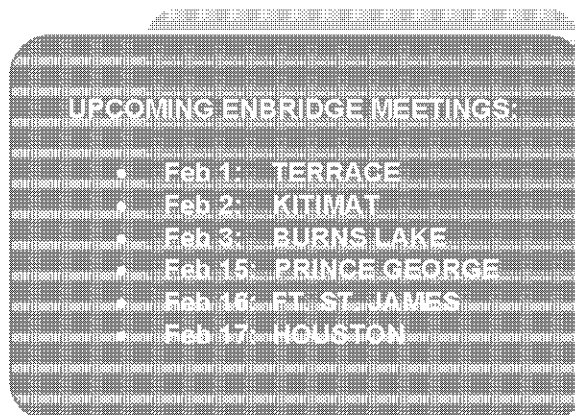 UPCOMING ENBRIDGE MEETINGS:
• Feb 1: TERRACE
• Feb 2: KITIMAT
• Feb 3: BURNS LAKE
• Feb 15: PRINCE GEORGE
• Feb 16: FT. ST. JAMES
• Feb 17: HOUSTON